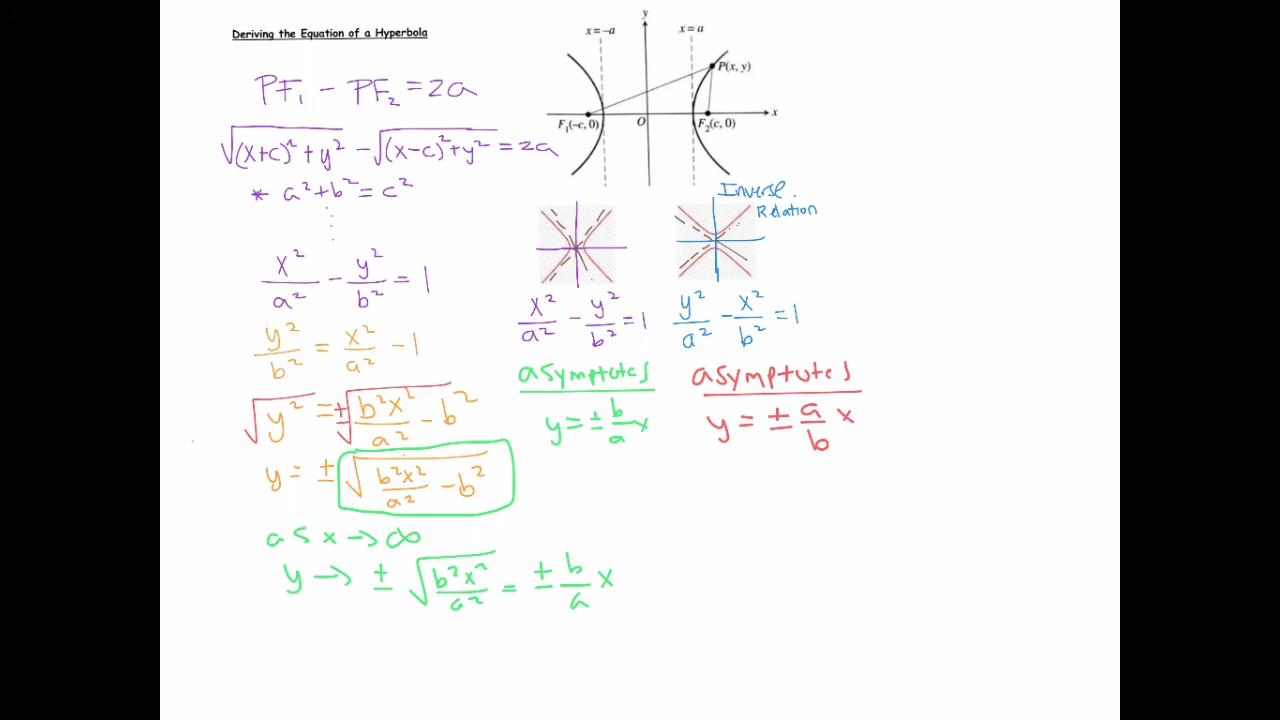 Deriving the Equation of a Hyperbola
PF₁ - PF₂ = 2a
√((x+c)² + y²) - √((x-c)² + y²) = 2a
* a² + b² = c²
⋮
x²/a² - y²/b² = 1
y²/b² = x²/a² - 1
√y² = ±√(b²x²/a² - b²)
y = ± √(b²x²/a² - b²)
as x → ∞
y → ± √(b²x²/a²) = ± b/a x
y
x = -a
x = a
P(x, y)
x
F₁(-c, 0)
O
F₂(c, 0)
Inverse
Relation
x²/a² - y²/b² = 1
asymptotes
y = ± b/a x
y²/a² - x²/b² = 1
asymptotes
y = ± a/b x